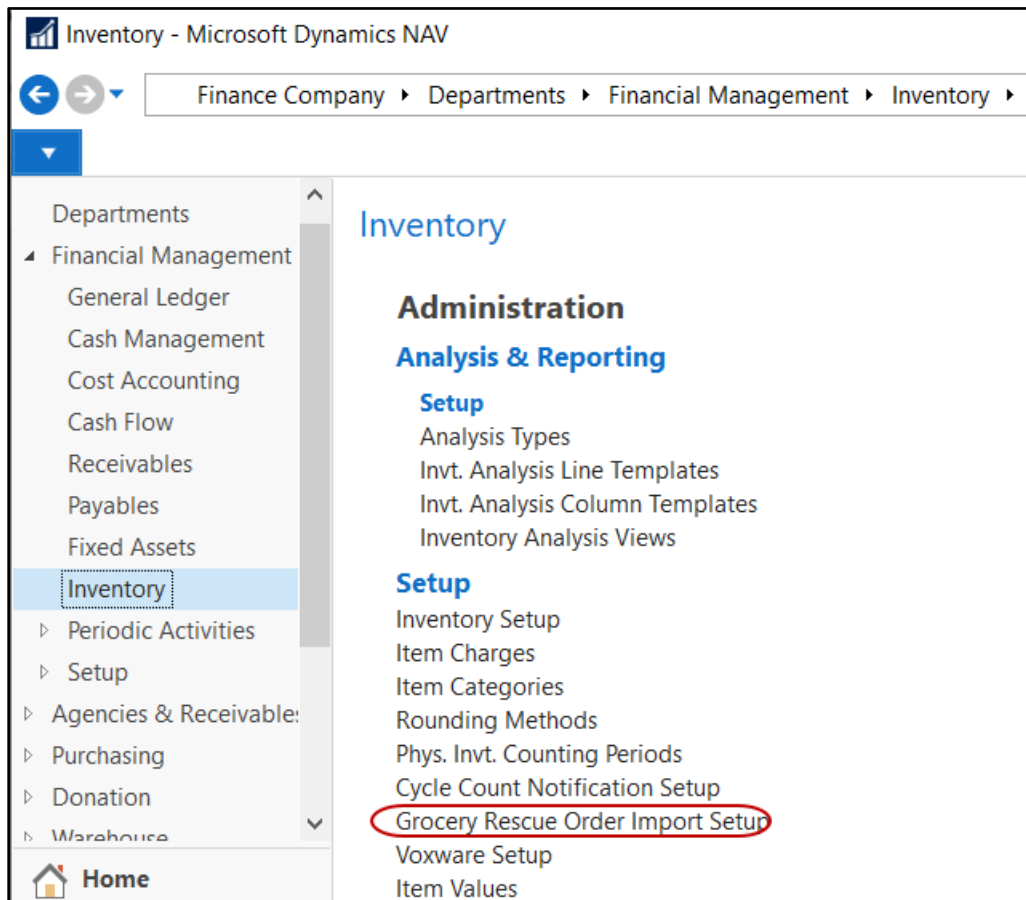 Inventory - Microsoft Dynamics NAV
Finance Company ▸ Departments ▸ Financial Management ▸ Inventory ▸
Departments
Financial Management
General Ledger
Cash Management
Cost Accounting
Cash Flow
Receivables
Payables
Fixed Assets
Inventory
Periodic Activities
Setup
Agencies & Receivables
Purchasing
Donation
Warehouse
Home
Inventory
Administration
Analysis & Reporting
Setup
Analysis Types
Invt. Analysis Line Templates
Invt. Analysis Column Templates
Inventory Analysis Views
Setup
Inventory Setup
Item Charges
Item Categories
Rounding Methods
Phys. Invt. Counting Periods
Cycle Count Notification Setup
Grocery Rescue Order Import Setup
Voxware Setup
Item Values